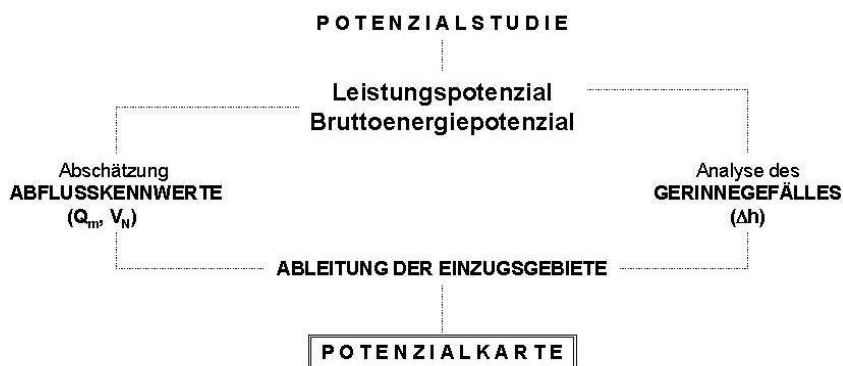 POTENZIALSTUDIE
Leistungspotenzial
Bruttoenergiepotenzial
Abschätzung
ABFLUSSKENNWERTE
(Qm, VN)
Analyse des
GERINNEGEFÄLLES
(Δh)
ABLEITUNG DER EINZUGSGEBIETE
POTENZIALKARTE